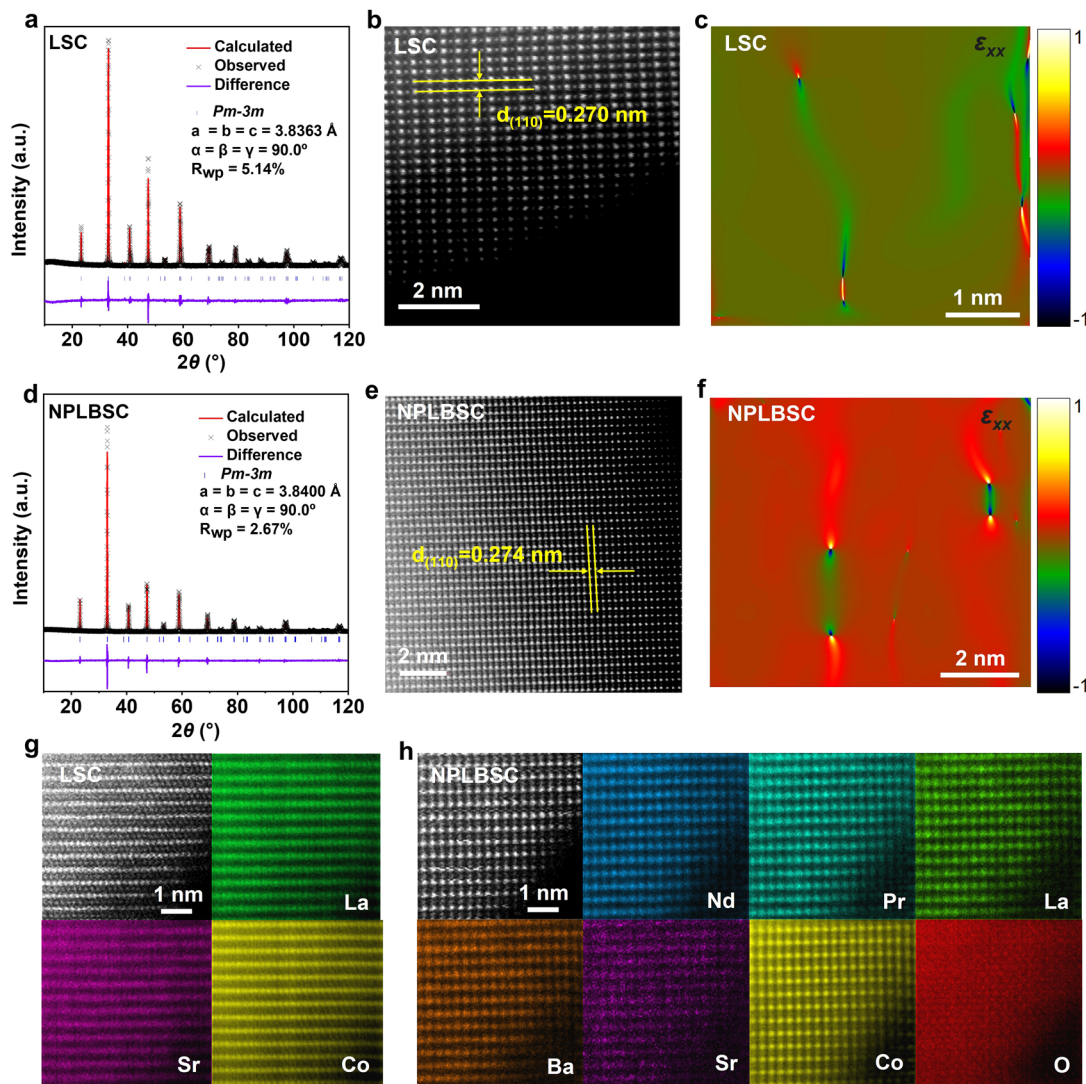 a
LSC
Calculated
Observed
Difference
Pm-3m
a = b = c = 3.8363 Å
α = β = γ = 90.0º
Rwp = 5.14%
Intensity (a.u.)
20 40 60 80 100 120
2θ (°)
b
LSC
d(110)=0.270 nm
2 nm
c
LSC
εxx
1 nm
1
-1
d
NPLBSC
Calculated
Observed
Difference
Pm-3m
a = b = c = 3.8400 Å
α = β = γ = 90.0º
Rwp = 2.67%
Intensity (a.u.)
20 40 60 80 100 120
2θ (°)
e
NPLBSC
d(110)=0.274 nm
2 nm
f
NPLBSC
εxx
2 nm
1
-1
g
LSC
1 nm
La
Sr
Co
h
NPLBSC
1 nm
Nd
Pr
La
Ba
Sr
Co
O